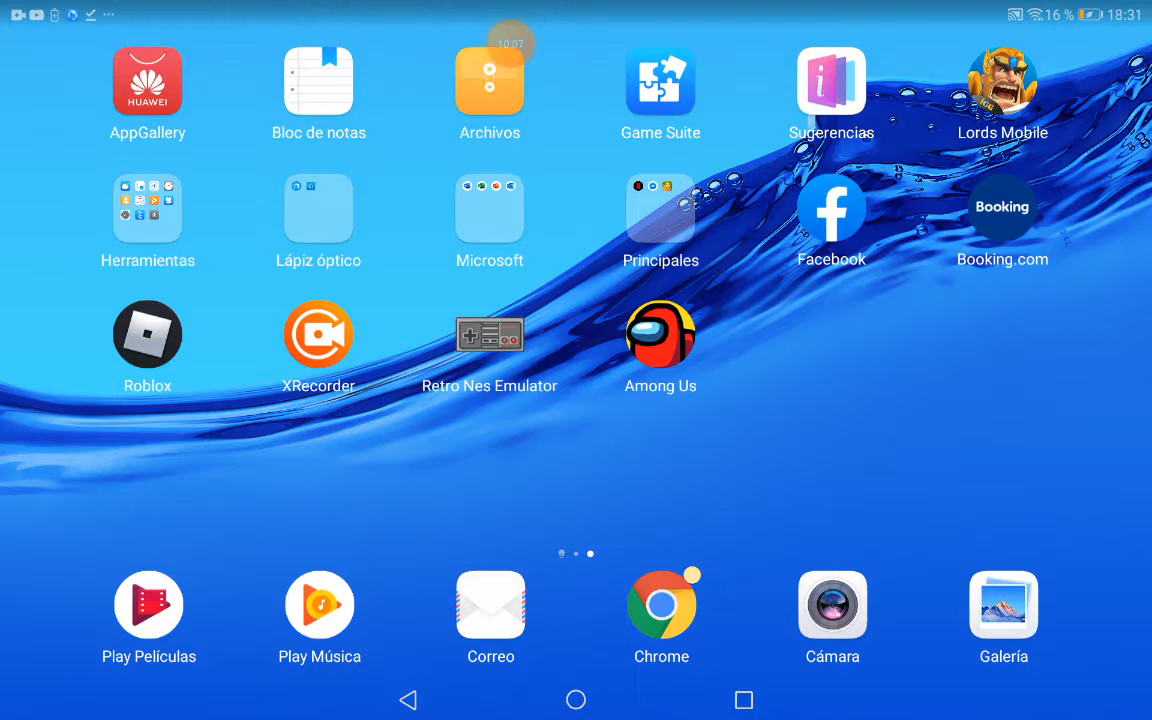 16 % 18:31
10:07
HUAWEI
AppGallery Bloc de notas Archivos Game Suite Sugerencias Lords Mobile
IGG
Booking
Herramientas Lápiz óptico Microsoft Principales Facebook Booking.com
Roblox XRecorder Retro Nes Emulator Among Us
Play Películas Play Música Correo Chrome Cámara Galería